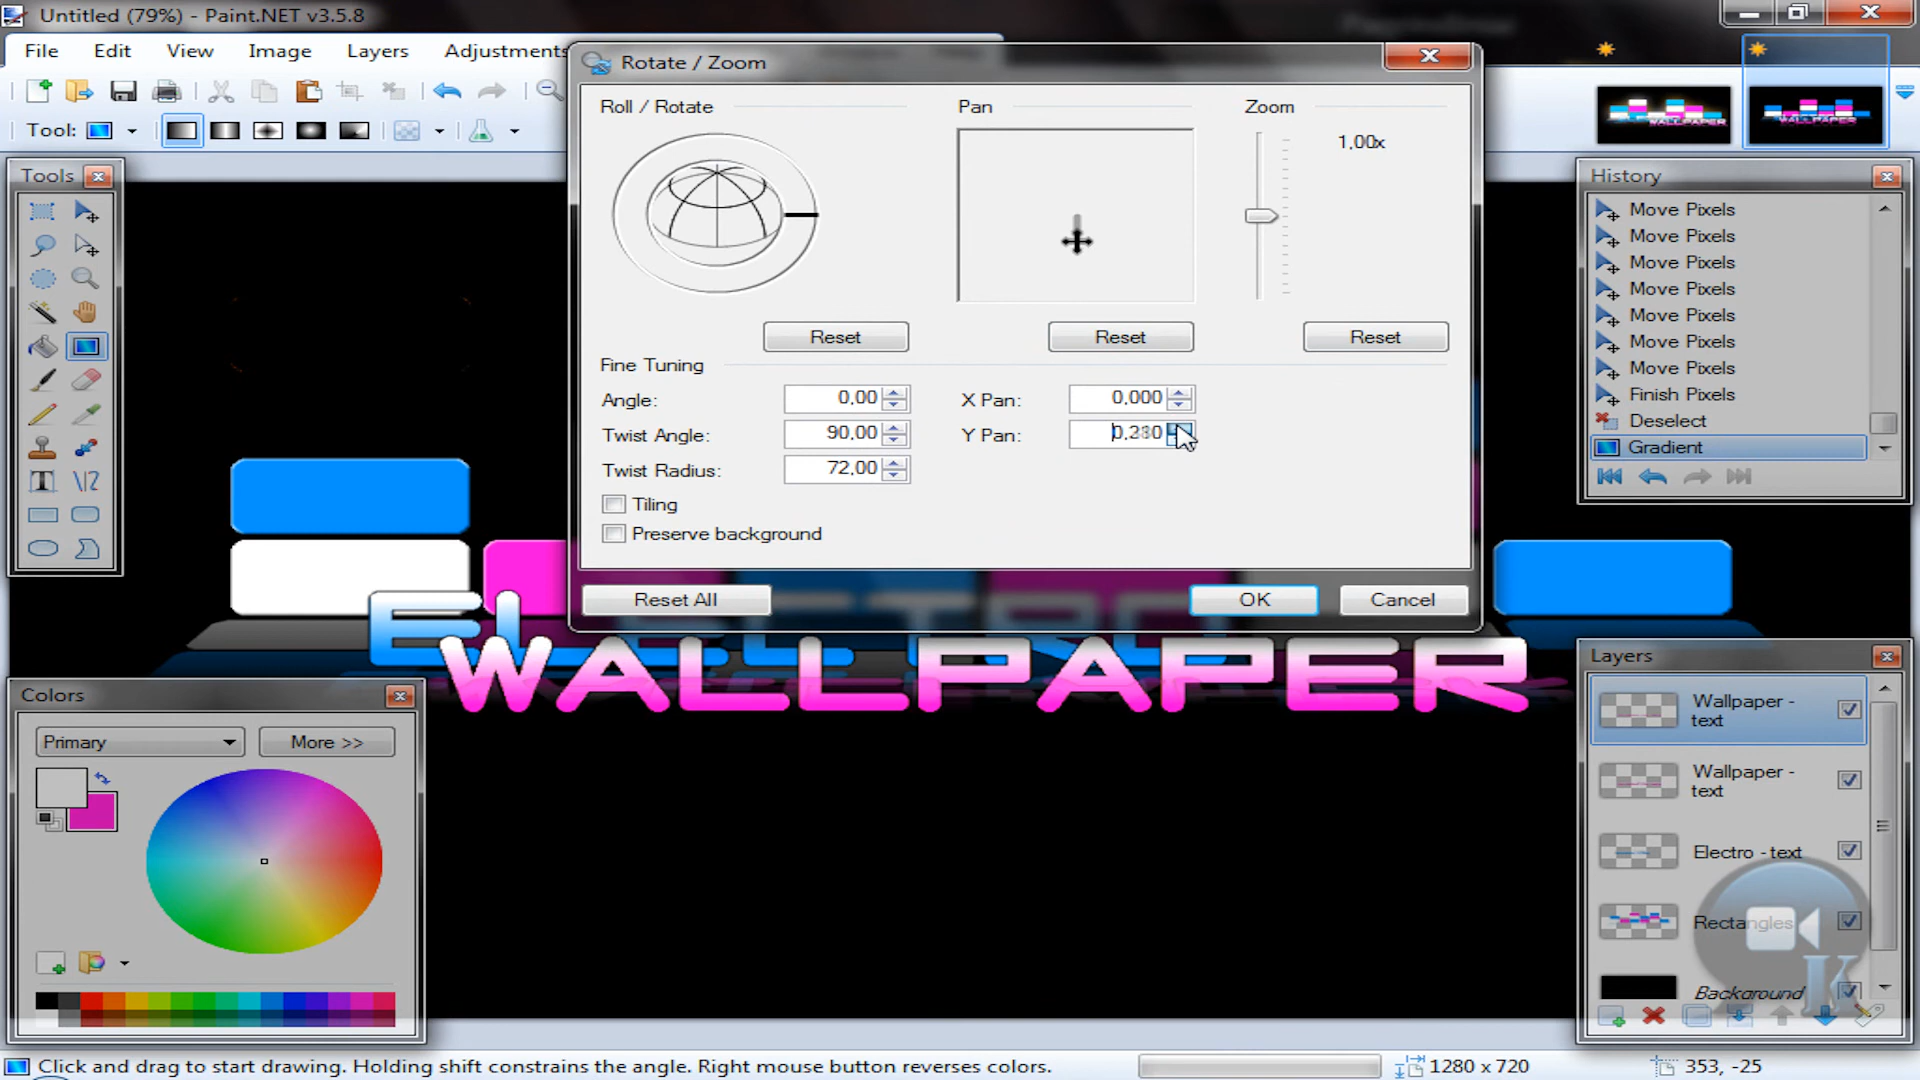 Untitled (79%) - Paint.NET v3.5.8
File Edit View Image Layers Adjustments
Tool:
Rotate / Zoom
Roll / Rotate
Pan
Zoom
1,00x
Reset
Reset
Reset
Fine Tuning
Angle: 0,00
X Pan: 0,000
Twist Angle: 90,00
Y Pan:
Twist Radius: 72,00
Tiling
Preserve background
Reset All
OK
Cancel
Tools
History
Move Pixels
Move Pixels
Move Pixels
Move Pixels
Move Pixels
Move Pixels
Move Pixels
Finish Pixels
Deselect
Gradient
WALLPAPER
WALLPAPER
ELECTRO
WALLPAPER
Colors
Primary
More >>
Layers
Wallpaper -
text
Wallpaper -
text
Electro - text
Rectangles
Background
K
Click and drag to start drawing. Holding shift constrains the angle. Right mouse button reverses colors.
1280 x 720
353, -25